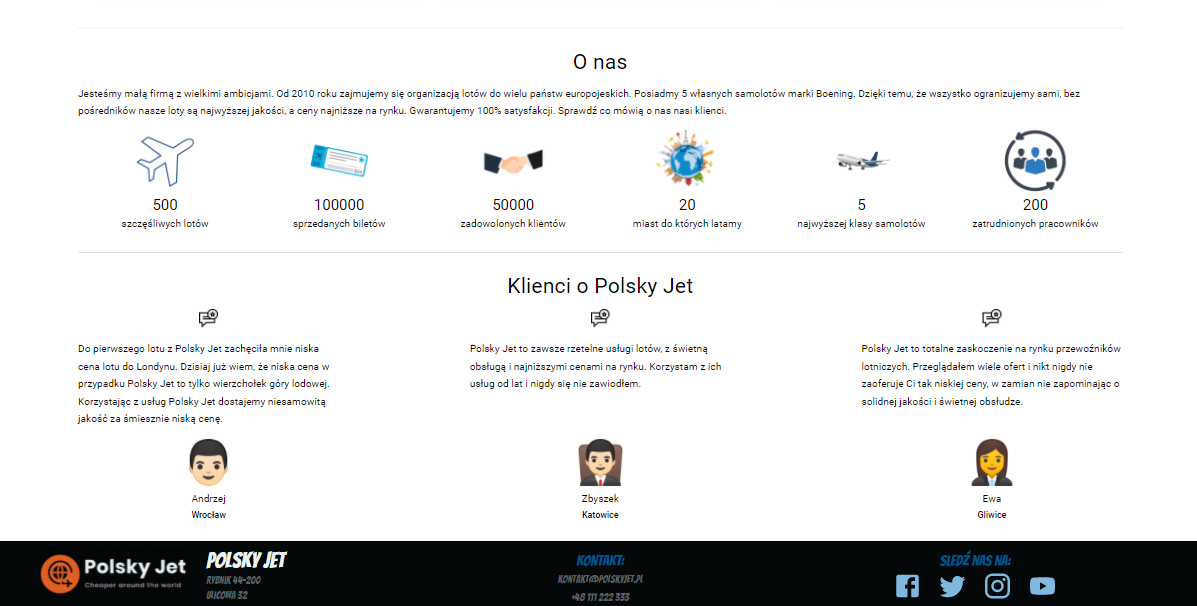 O nas
Jesteśmy małą firmą z wielkimi ambicjami. Od 2010 roku zajmujemy się organizacją lotów do wielu państw europojeskich. Posiadmy 5 własnych samolotów marki Boening. Dzięki temu, że wszystko ogranizujemy sami, bez
pośredników nasze loty są najwyższej jakości, a ceny najniższe na rynku. Gwarantujemy 100% satysfakcji. Sprawdź co mówią o nas nasi klienci.
500
szczęśliwych lotów
100000
sprzedanych biletów
50000
zadowolonych klientów
20
miast do których latamy
5
najwyższej klasy samolotów
200
zatrudnionych pracowników
Klienci o Polsky Jet
Do pierwszego lotu z Polsky Jet zachęciła mnie niska
cena lotu do Londynu. Dzisiaj już wiem, że niska cena w
przypadku Polsky Jet to tylko wierzchołek góry lodowej.
Korzystając z usług Polsky Jet dostajemy niesamowitą
jakość za śmiesznie niską cenę.
Andrzej
Wrocław
Polsky Jet to zawsze rzetelne usługi lotów, z świetną
obsługą i najniższymi cenami na rynku. Korzystam z ich
usług od lat i nigdy się nie zawiodłem.
Zbyszek
Katowice
Polsky Jet to totalne zaskoczenie na rynku przewoźników
lotniczych. Przeglądałem wiele ofert i nikt nigdy nie
zaoferuje Ci tak niskiej ceny, w zamian nie zapominając o
solidnej jakości i świetnej obsłudze.
Ewa
Gliwice
Polsky Jet
Cheaper around the world
POLSKY JET
RYBNIK 44-200
ULICOWA 32
KONTAKT:
KONTAKT@POLSKYJET.PL
+48 111 222 333
SLEDŹ NAS NA: